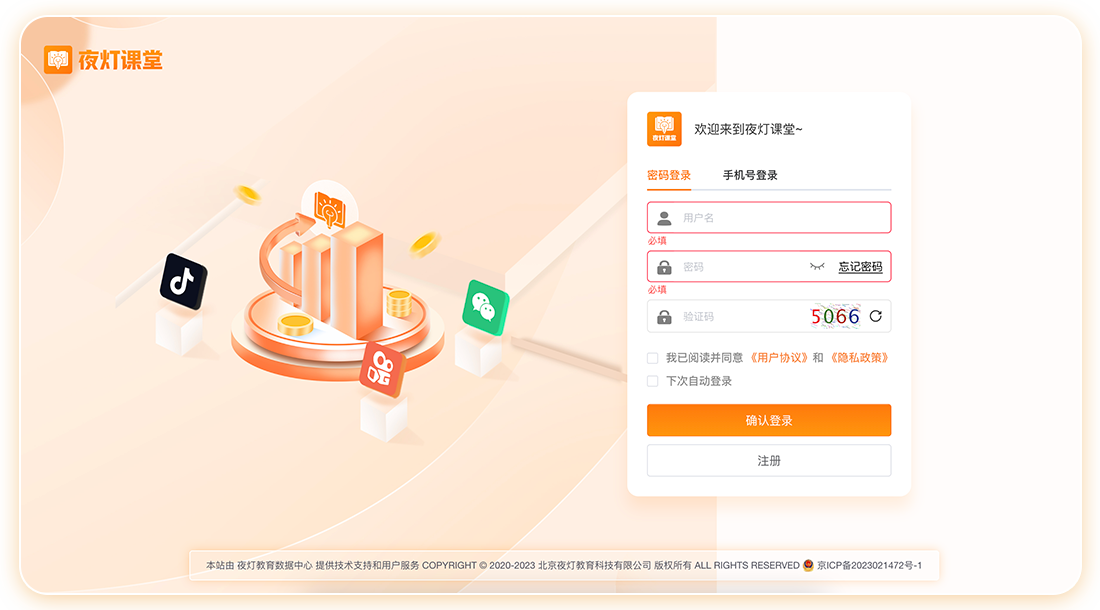 夜灯课堂
夜灯课堂
欢迎来到夜灯课堂~
密码登录
手机号登录
用户名
必填
密码
忘记密码
必填
验证码
5066
我已阅读并同意 《用户协议》和 《隐私政策》
下次自动登录
确认登录
注册
本站由 夜灯教育数据中心 提供技术支持和用户服务 COPYRIGHT © 2020-2023 北京夜灯教育科技有限公司 版权所有 ALL RIGHTS RESERVED 京ICP备2023021472号-1